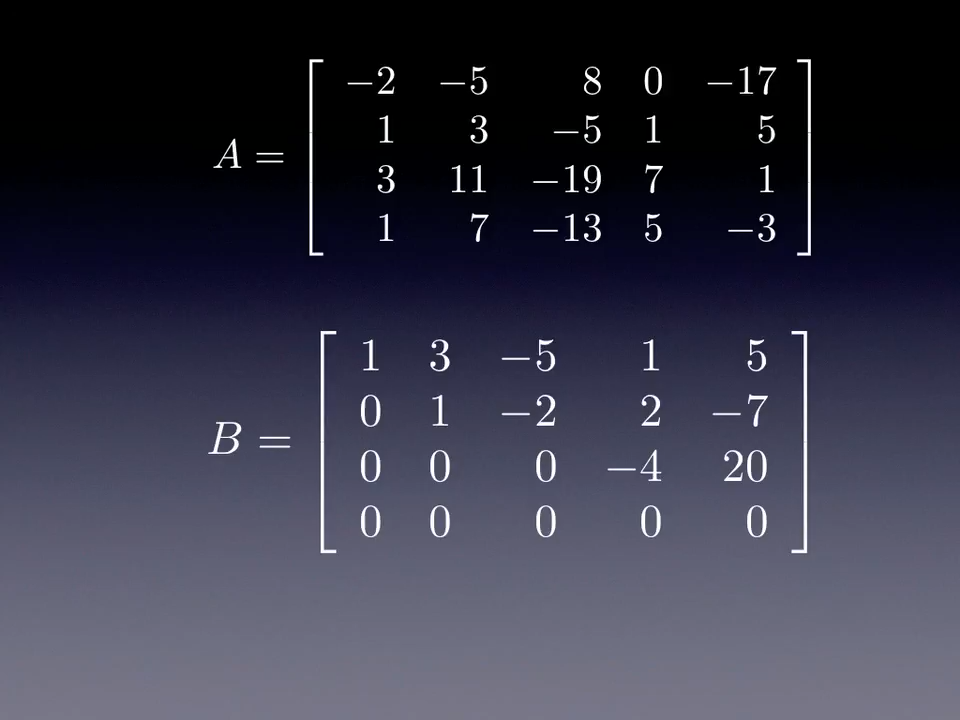 −2 −5 8 0 −17
1 3 −5 1 5
A =
3 11 −19 7 1
1 7 −13 5 −3
1 3 −5 1 5
0 1 −2 2 −7
B =
0 0 0 −4 20
0 0 0 0 0